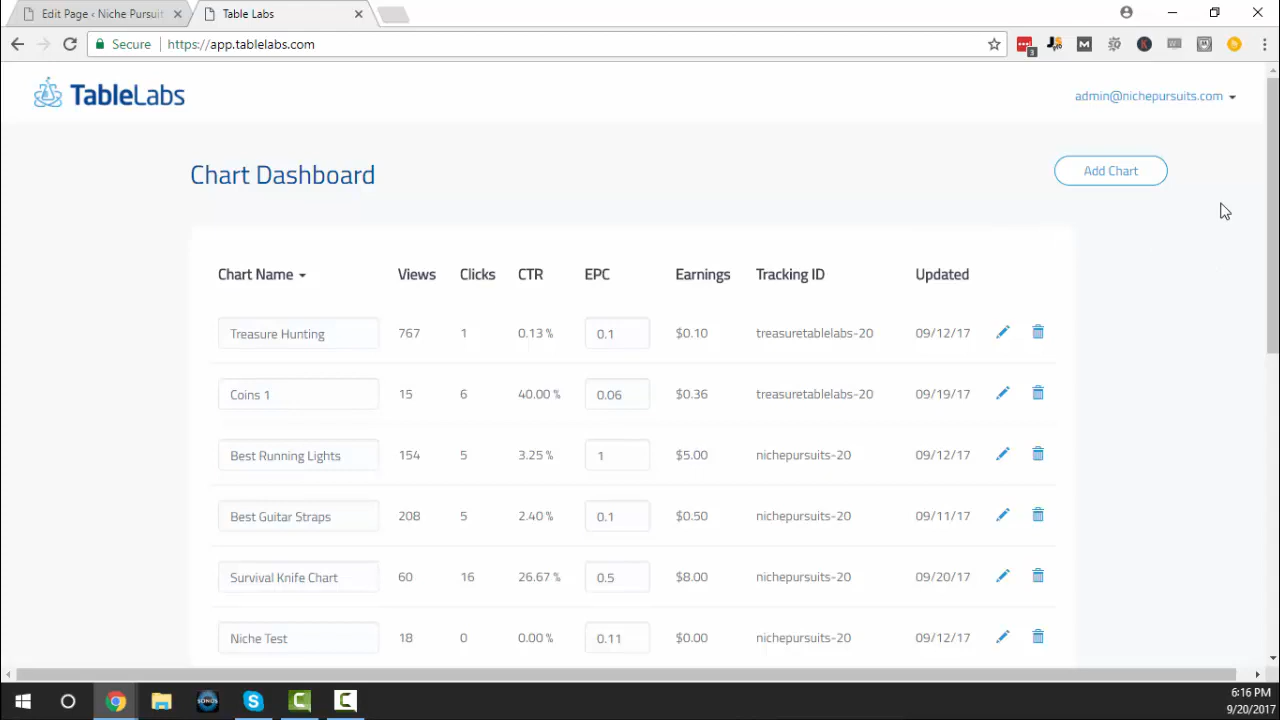 Edit Page ‹ Niche Pursuit
Table Labs
Secure
https://app.tablelabs.com
3
TableLabs
admin@nichepursuits.com
Chart Dashboard
Add Chart
Chart Name Views Clicks CTR EPC Earnings Tracking ID Updated
Treasure Hunting 767 1 0.13 % 0.1 $0.10 treasuretablelabs-20 09/12/17
Coins 1 15 6 40.00 % 0.06 $0.36 treasuretablelabs-20 09/19/17
Best Running Lights 154 5 3.25 % 1 $5.00 nichepursuits-20 09/12/17
Best Guitar Straps 208 5 2.40 % 0.1 $0.50 nichepursuits-20 09/11/17
Survival Knife Chart 60 16 26.67 % 0.5 $8.00 nichepursuits-20 09/20/17
Niche Test 18 0 0.00 % 0.11 $0.00 nichepursuits-20 09/12/17
SONOS
6:16 PM
9/20/2017